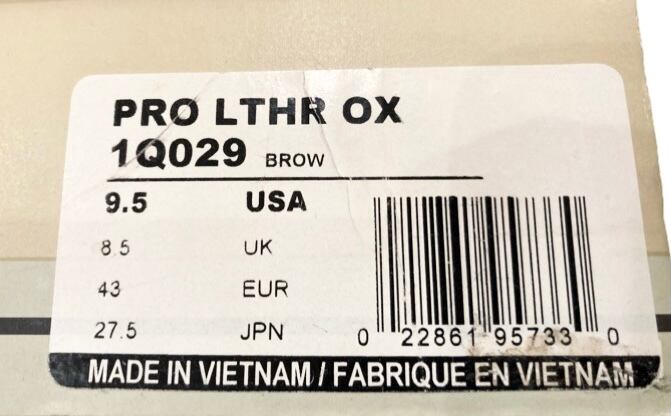 PRO LTHR OX
1Q029 BROW
9.5 USA
8.5 UK
43 EUR
27.5 JPN
0 22861 95733 0
MADE IN VIETNAM / FABRIQUE EN VIETNAM